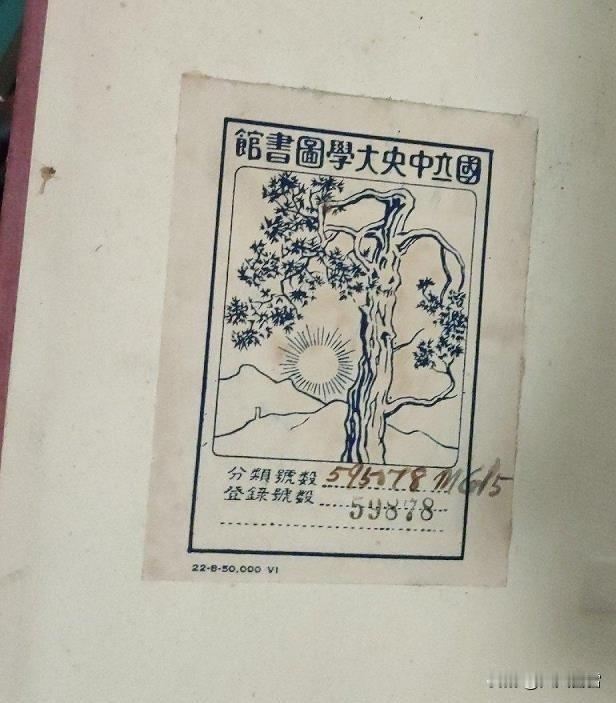 國立中央大學圖書館
分類號數 595.78 M615
登錄號數 59878
22-8-50,000 VI